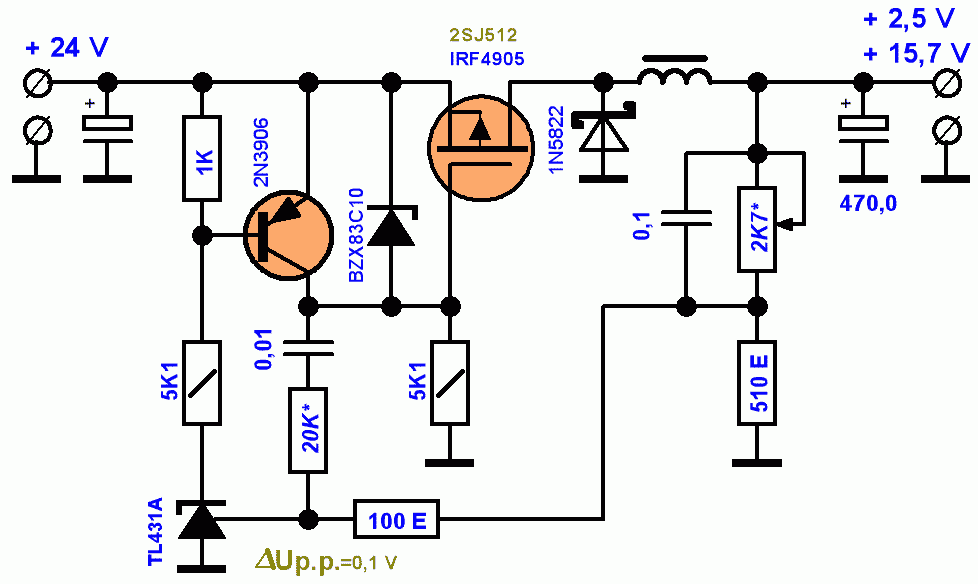 + 24 V
2SJ512
IRF4905
+ 2,5 V
+ 15,7 V
+
+
1K
2N3906
BZX83C10
1N5822
0,1
2K7*
470,0
5K1
0,01
20K*
5K1
510 E
TL431A
100 E
ΔUp.p.=0,1 V